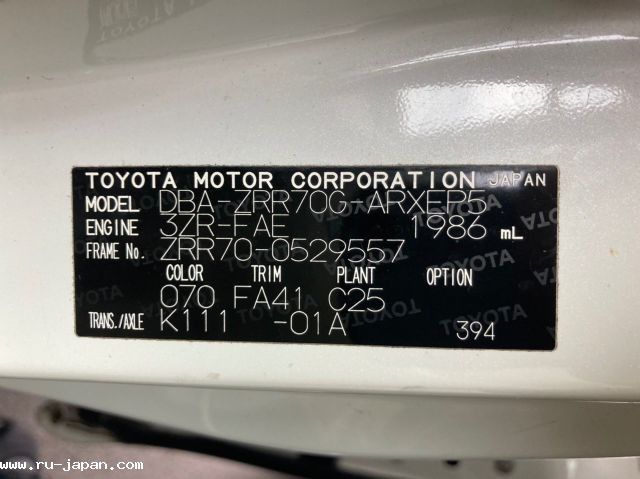 TOYOTA MOTOR CORPORATION JAPAN
MODEL DBA-ZRR70G-ARXEP5
ENGINE 3ZR-FAE 1986 mL
FRAME No. ZRR70-0529557
COLOR TRIM PLANT OPTION
070 FA41 C25
TRANS./AXLE K111 -01A 394
www.ru-japan.com